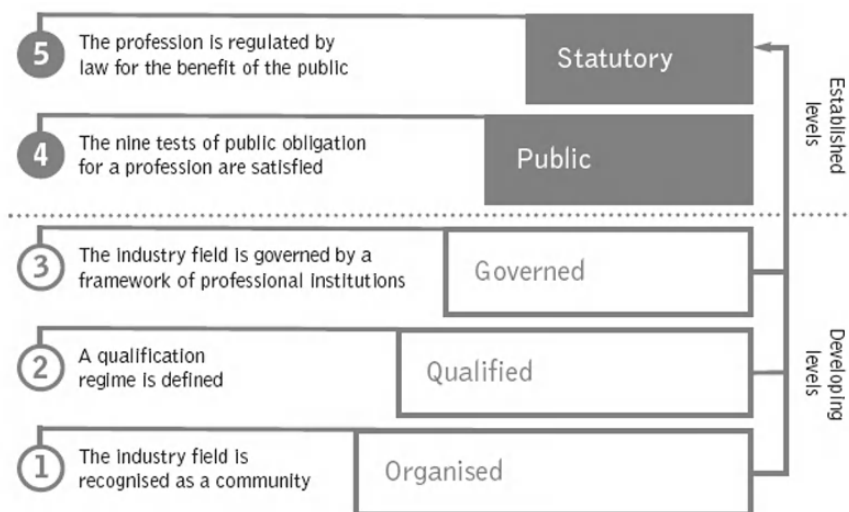 5
The profession is regulated by
law for the benefit of the public
Statutory
4
The nine tests of public obligation
for a profession are satisfied
Public
Established
levels
3
The industry field is governed by a
framework of professional institutions
Governed
2
A qualification
regime is defined
Qualified
1
The industry field is
recognised as a community
Organised
Developing
levels